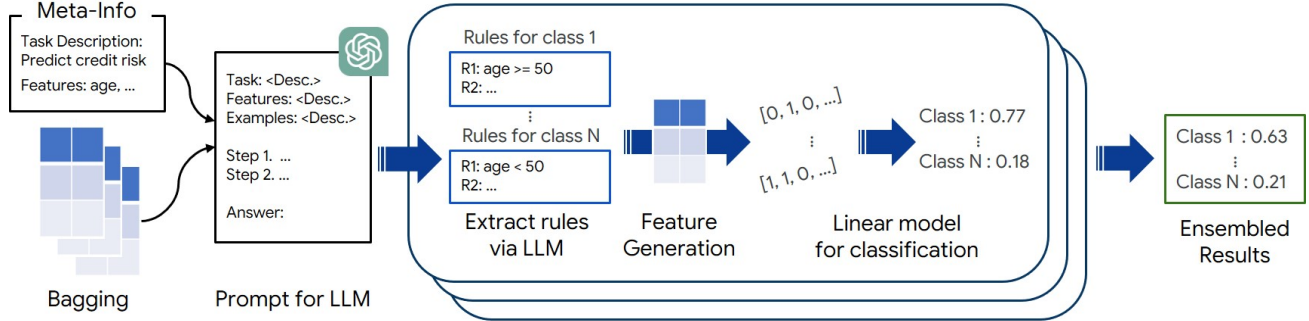 Meta-Info
Task Description:
Predict credit risk
Features: age, ...
Bagging
Task: <Desc.>
Features: <Desc.>
Examples: <Desc.>
Step 1. ...
Step 2. ...
Answer:
Prompt for LLM
Rules for class 1
R1: age >= 50
R2: ...
⋮
Rules for class N
R1: age < 50
R2: ...
Extract rules
via LLM
Feature
Generation
[0, 1, 0, ...]
⋮
[1, 1, 0, ...]
Class 1 : 0.77
⋮
Class N : 0.18
Linear model
for classification
Class 1 : 0.63
⋮
Class N : 0.21
Ensembled
Results